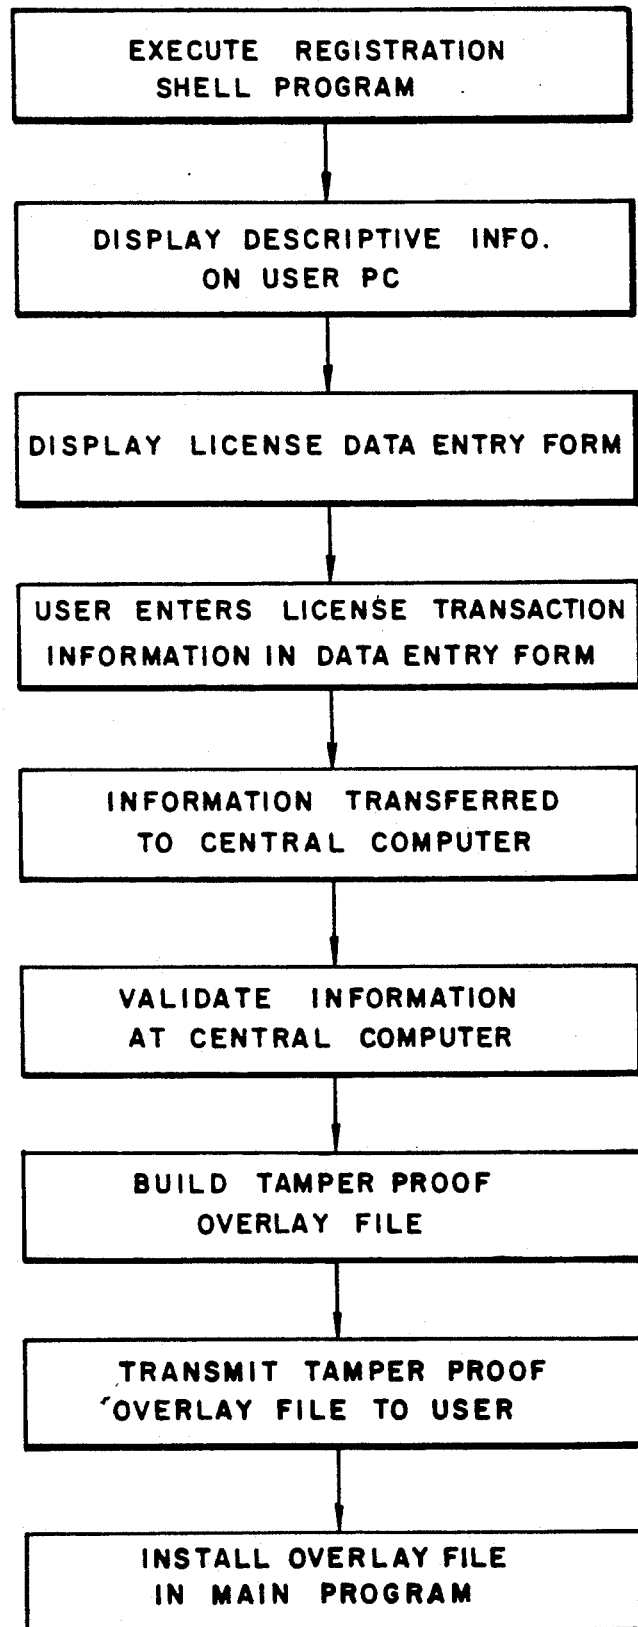 EXECUTE REGISTRATION
SHELL PROGRAM
DISPLAY DESCRIPTIVE INFO.
ON USER PC
DISPLAY LICENSE DATA ENTRY FORM
USER ENTERS LICENSE TRANSACTION
INFORMATION IN DATA ENTRY FORM
INFORMATION TRANSFERRED
TO CENTRAL COMPUTER
VALIDATE INFORMATION
AT CENTRAL COMPUTER
BUILD TAMPER PROOF
OVERLAY FILE
TRANSMIT TAMPER PROOF
OVERLAY FILE TO USER
INSTALL OVERLAY FILE
IN MAIN PROGRAM